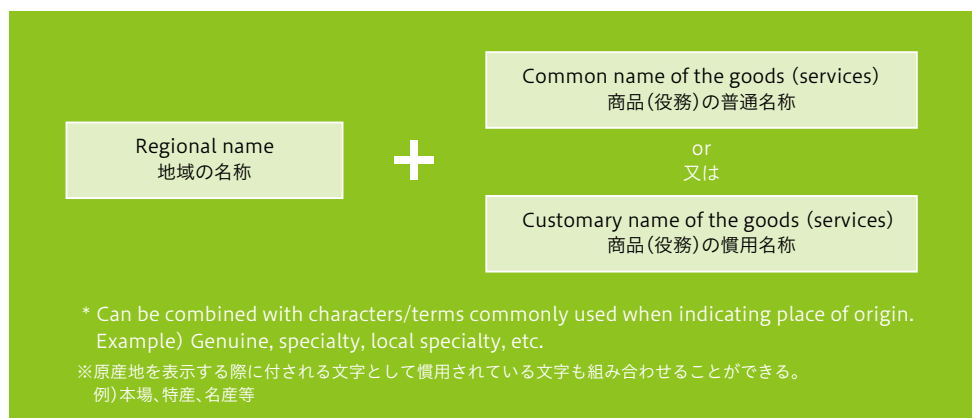 Regional name
地域の名称
Common name of the goods (services)
商品(役務)の普通名称
or
又は
Customary name of the goods (services)
商品(役務)の慣用名称
* Can be combined with characters/terms commonly used when indicating place of origin.
Example) Genuine, specialty, local specialty, etc.
※原産地を表示する際に付される文字として慣用されている文字も組み合わせることができる。
例)本場、特産、名産等